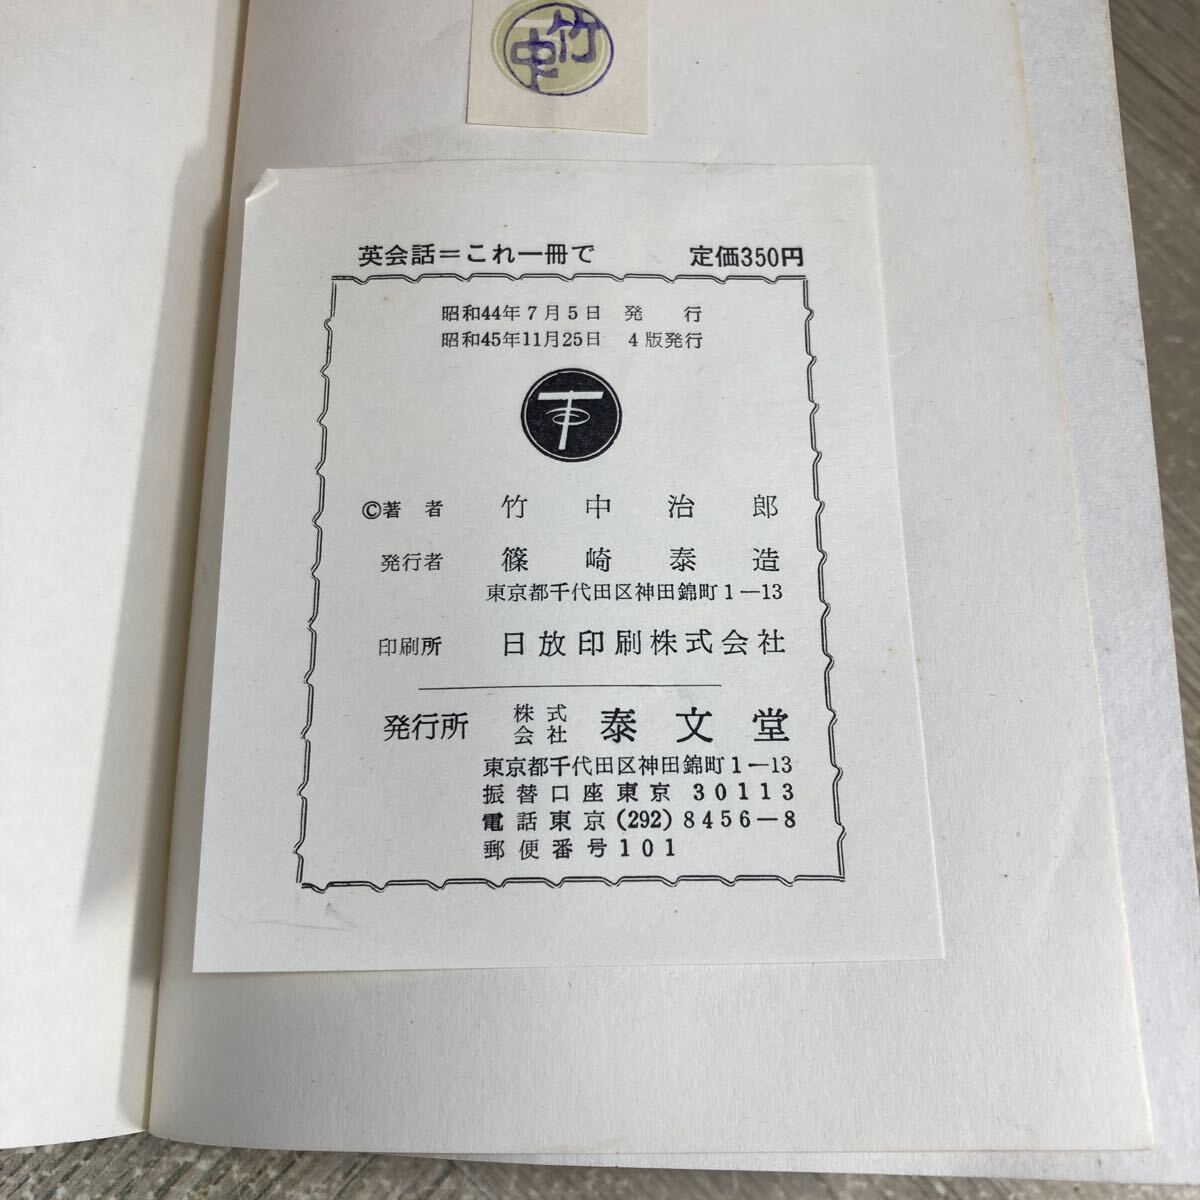 竹中
英会話＝これ一冊で 定価350円
昭和44年7月5日 発行
昭和45年11月25日 4版発行
©著者 竹中治郎
発行者 篠崎泰造
東京都千代田区神田錦町1―13
印刷所 日放印刷株式会社
発行所 株式会社 泰文堂
東京都千代田区神田錦町1―13
振替口座東京 30113
電話東京(292)8456―8
郵便番号101